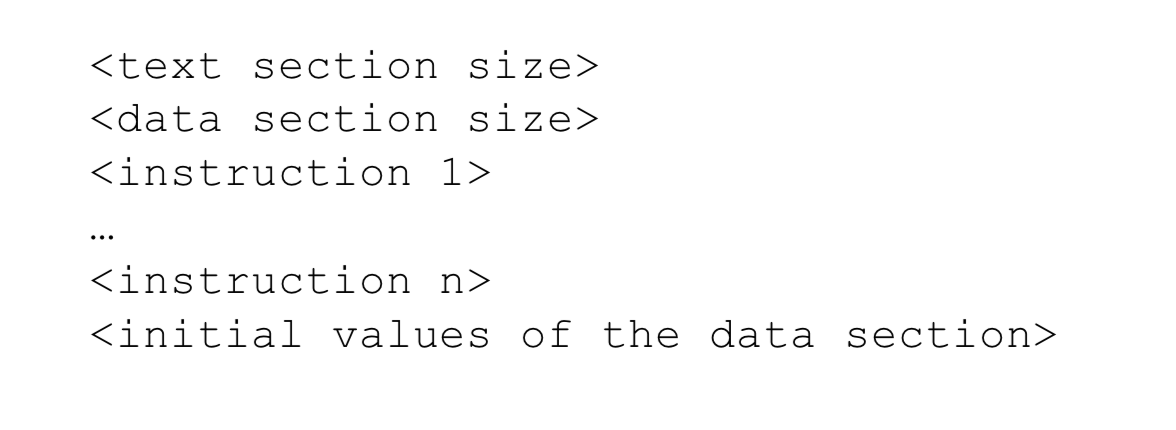 <text section size>
<data section size>
<instruction 1>
…
<instruction n>
<initial values of the data section>